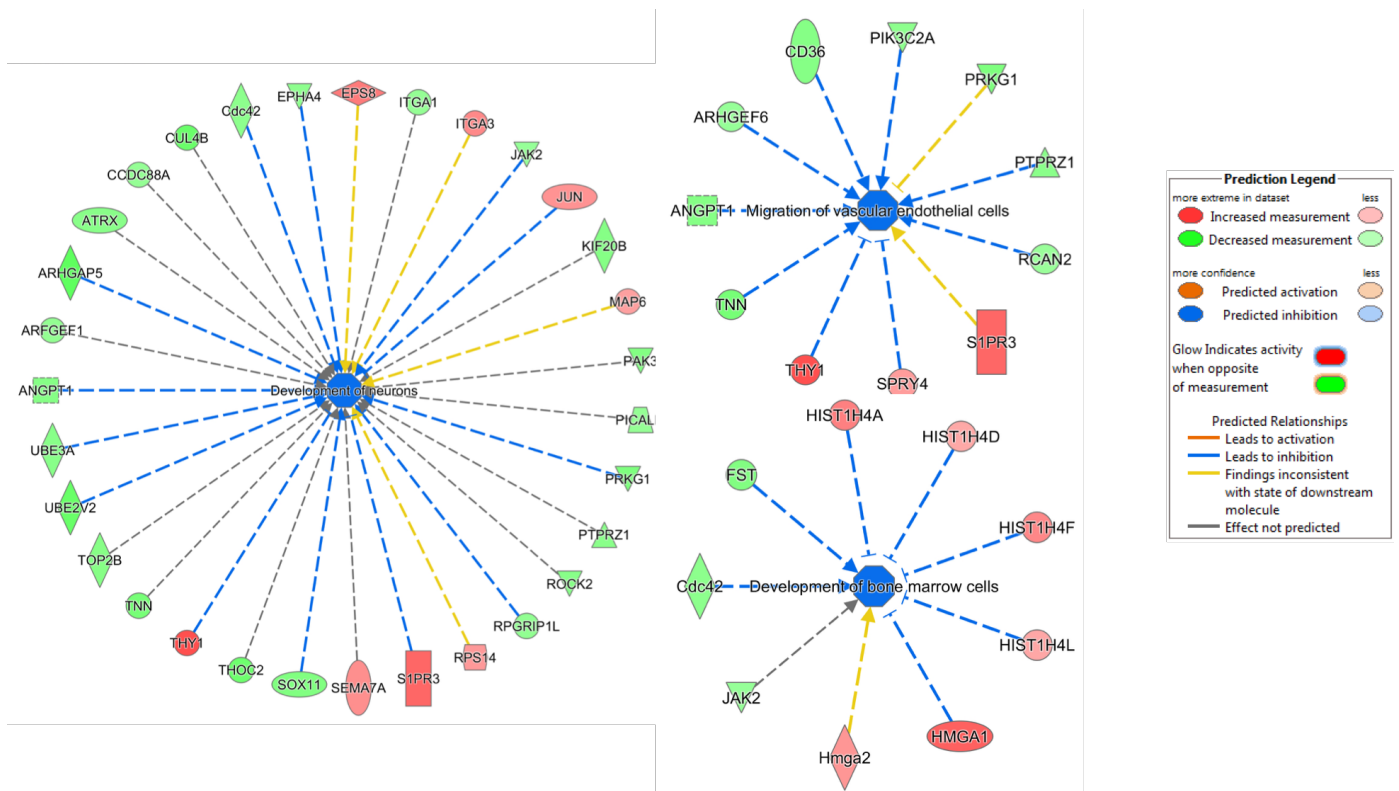 Cdc42
EPHA4
EPS8
ITGA1
ITGA3
JAK2
JUN
KIF20B
MAP6
PAK3
PICAL
PRKG1
PTPRZ1
ROCK2
RPGRIP1L
RPS14
S1PR3
SEMA7A
SOX11
THOC2
THY1
TNN
TOP2B
UBE2V2
UBE3A
ANGPT1
ARFGEF1
ARHGAP5
ATRX
CCDC88A
CUL4B
Development of neurons
CD36
PIK3C2A
PRKG1
PTPRZ1
RCAN2
S1PR3
SPRY4
THY1
TNN
ANGPT1
ARHGEF6
Migration of vascular endothelial cells
HIST1H4A
HIST1H4D
HIST1H4F
HIST1H4L
HMGA1
Hmga2
JAK2
Cdc42
FST
Development of bone marrow cells
Prediction Legend
more extreme in dataset less
Increased measurement
Decreased measurement
more confidence less
Predicted activation
Predicted inhibition
Glow Indicates activity
when opposite
of measurement
Predicted Relationships
Leads to activation
Leads to inhibition
Findings inconsistent
with state of downstream
molecule
Effect not predicted